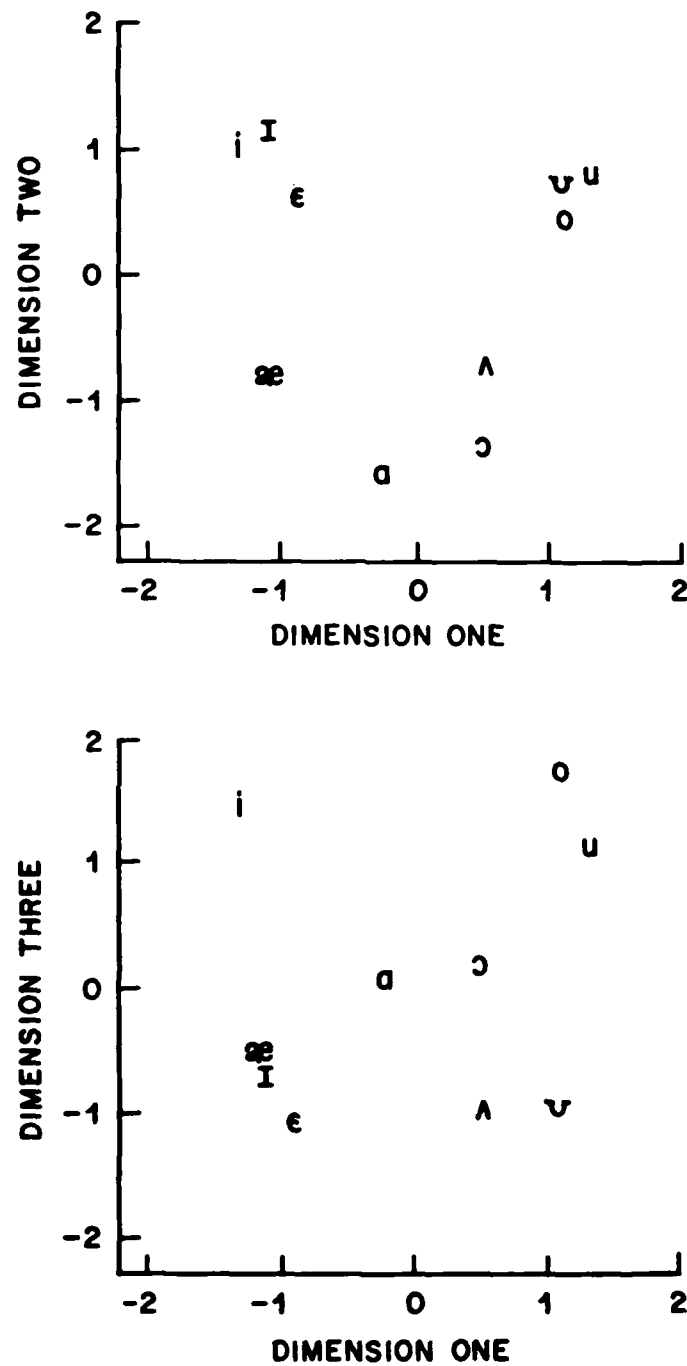 2
i I
1
ɛ
ʊ u
o
DIMENSION TWO
0
æ
ʌ
-1
ɔ
ɑ
-2
-2 -1 0 1 2
DIMENSION ONE
2
o
i
u
1
DIMENSION THREE
ɑ ɔ
0
æ
I
-1
ɛ
ʌ ʊ
-2
-2 -1 0 1 2
DIMENSION ONE